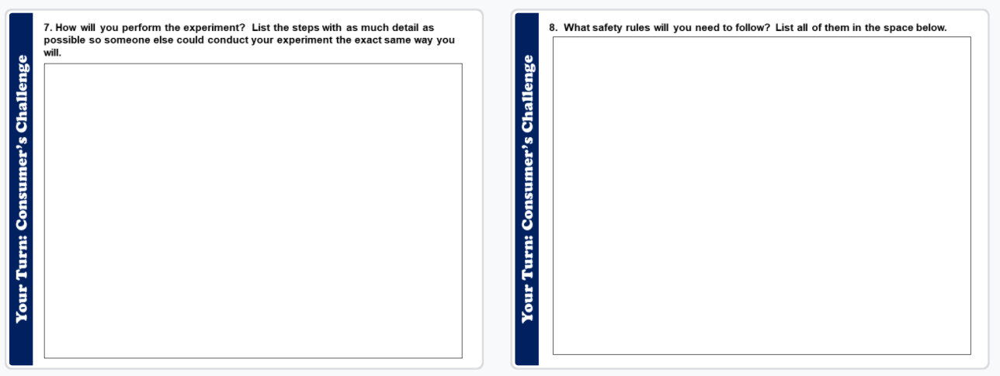 Your Turn: Consumer's Challenge
7. How will you perform the experiment? List the steps with as much detail as
possible so someone else could conduct your experiment the exact same way you
will.
Your Turn: Consumer's Challenge
8. What safety rules will you need to follow? List all of them in the space below.